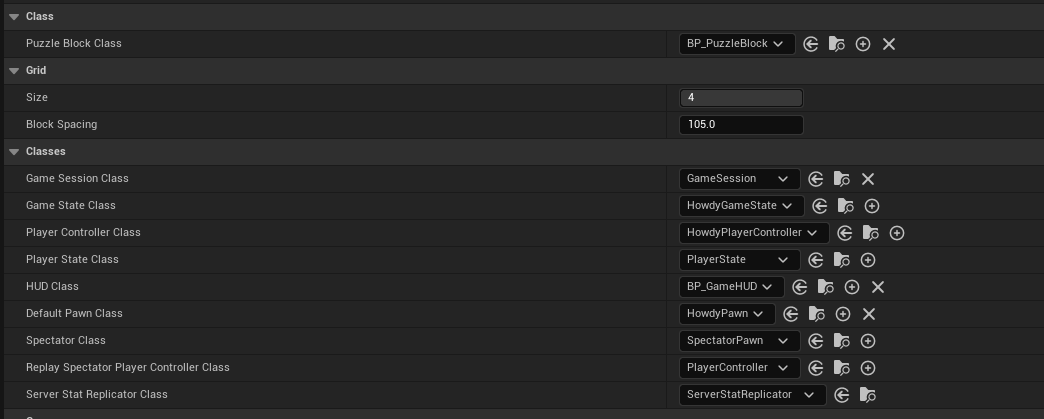 Class
Puzzle Block Class BP_PuzzleBlock
Grid
Size 4
Block Spacing 105.0
Classes
Game Session Class GameSession
Game State Class HowdyGameState
Player Controller Class HowdyPlayerController
Player State Class PlayerState
HUD Class BP_GameHUD
Default Pawn Class HowdyPawn
Spectator Class SpectatorPawn
Replay Spectator Player Controller Class PlayerController
Server Stat Replicator Class ServerStatReplicator